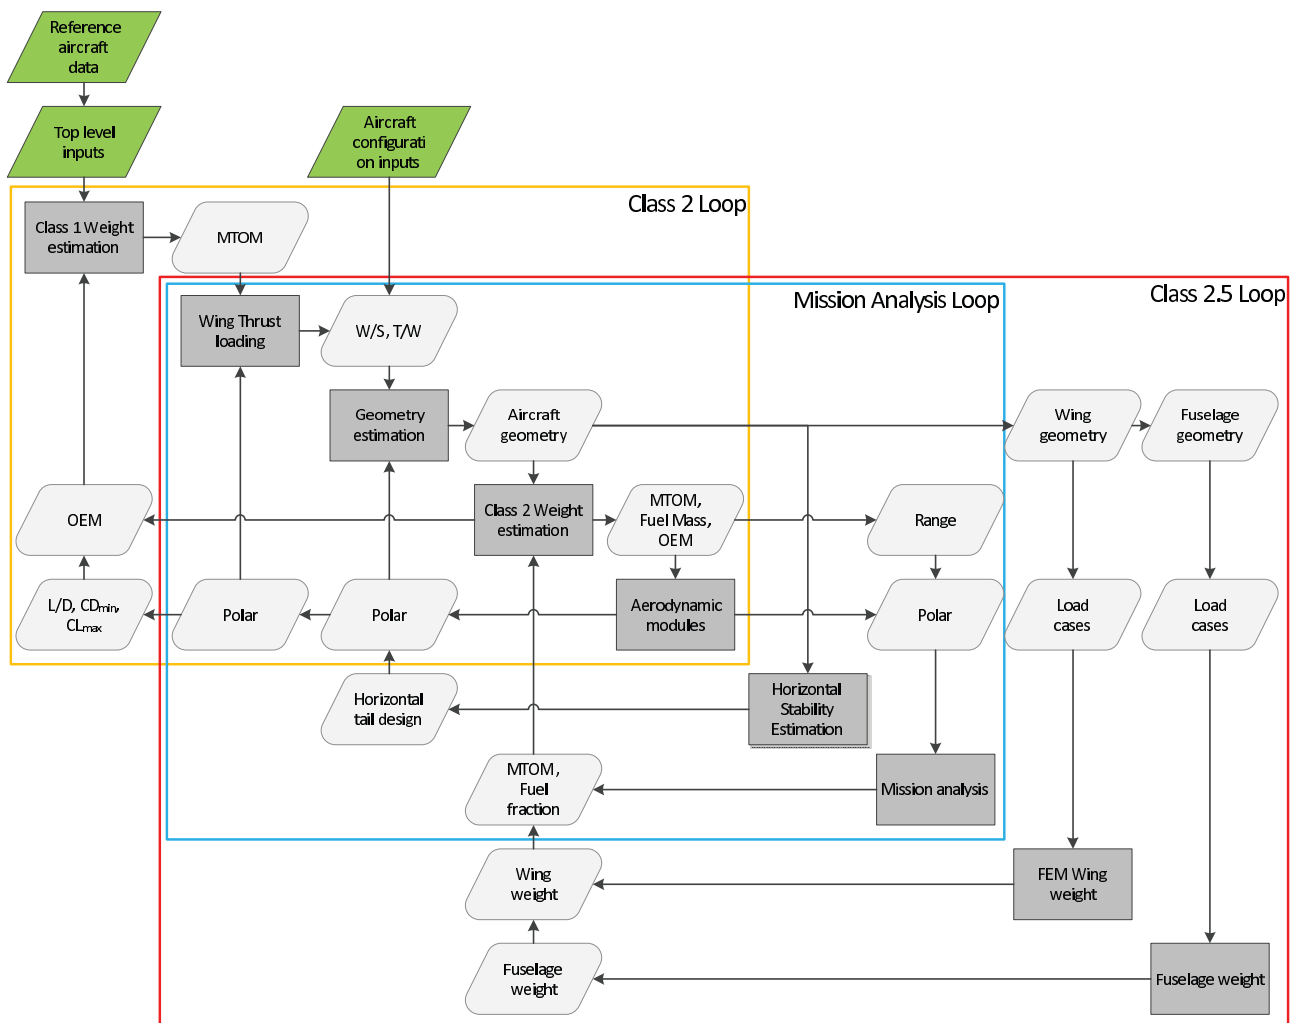 Reference
aircraft
data
Top level
inputs
Aircraft
configurati
on inputs
Class 2 Loop
Class 1 Weight
estimation
MTOM
Class 2.5 Loop
Mission Analysis Loop
Wing Thrust
loading
W/S, T/W
Geometry
estimation
Aircraft
geometry
Wing
geometry
Fuselage
geometry
OEM
Class 2 Weight
estimation
MTOM,
Fuel Mass,
OEM
Range
L/D, CDmin,
CLmax
Polar
Polar
Aerodynamic
modules
Polar
Load
cases
Load
cases
Horizontal
tail design
Horizontal
Stability
Estimation
MTOM,
Fuel
fraction
Mission analysis
Wing
weight
FEM Wing
weight
Fuselage
weight
Fuselage weight